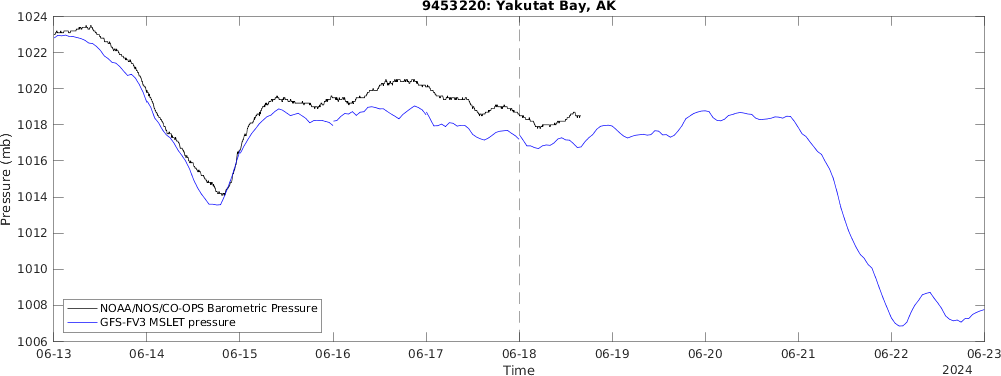 9453220: Yakutat Bay, AK
Pressure (mb)
1024
1022
1020
1018
1016
1014
1012
1010
1008
1006
NOAA/NOS/CO-OPS Barometric Pressure
GFS-FV3 MSLET pressure
06-13 06-14 06-15 06-16 06-17 06-18 06-19 06-20 06-21 06-22 06-23
Time
2024